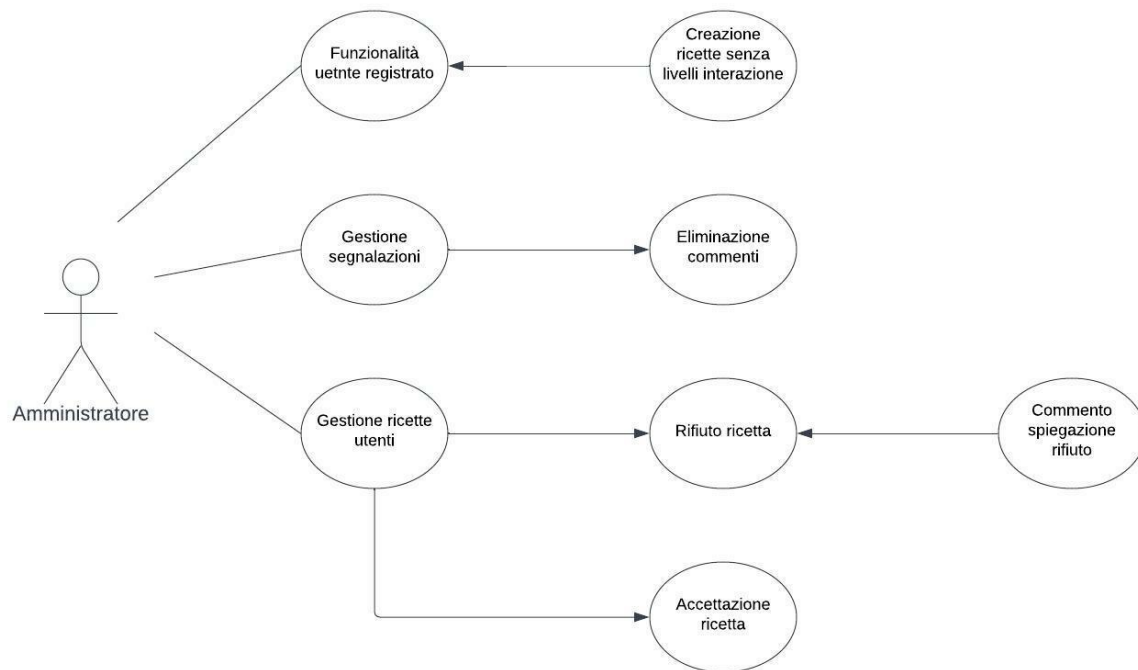 Funzionalità
uetnte registrato
Creazione
ricette senza
livelli interazione
Gestione
segnalazioni
Eliminazione
commenti
Amministratore
Gestione ricette
utenti
Rifiuto ricetta
Commento
spiegazione
rifiuto
Accettazione
ricetta